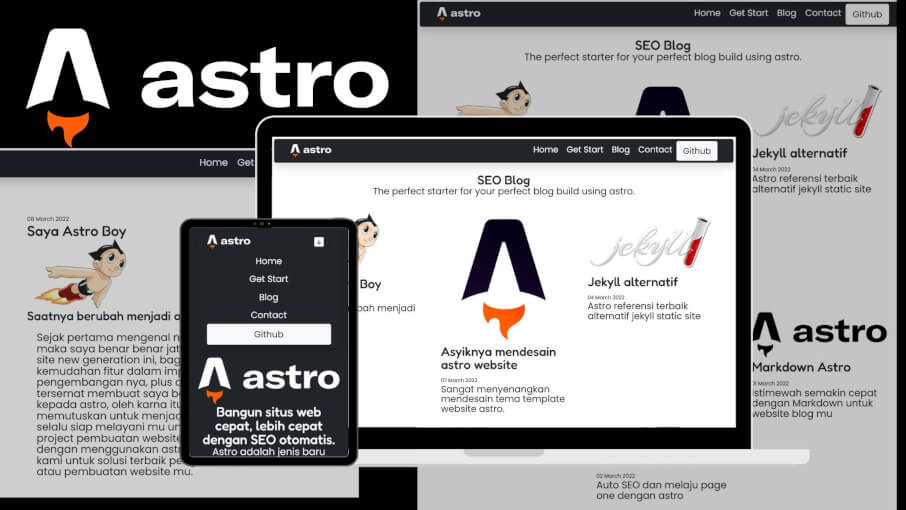 astro
astro
Home Get Start Blog Contact Github
SEO Blog
The perfect starter for your perfect blog build using astro.
jekyll
Jekyll alternatif
04 March 2022
Astro referensi terbaik
alternatif jekyll static site
astro
Markdown Astro
Istimewah semakin cepat
dengan Markdown untuk
website blog mu
02 March 2022
Auto SEO dan melaju page
one dengan astro
Home Get
08 March 2022
Saya Astro Boy
Saatnya berubah menjadi a
Sejak pertama mengenal
maka saya benar benar jat
site new generation ini, bag
kemudahan fitur dalam imp
pengembangan nya, plus
tersemat membuat saya be
kepada astro, oleh karna itu
memutuskan untuk menjad
selalu siap melayani mu un
project pembuatan website
dengan menggunakan astr
kami untuk solusi terbaik pe
atau pembuatan website mu.
astro
Home
Get Start
Blog
Contact
Github
astro
Bangun situs web
cepat, lebih cepat
dengan SEO otomatis.
Astro adalah jenis baru
astro
Home Get Start Blog Contact Github
SEO Blog
The perfect starter for your perfect blog build using astro.
Boy
bah menjadi
Asyiknya mendesain
astro website
07 March 2022
Sangat menyenangkan
mendesain tema template
website astro.
jekyll
Jekyll alternatif
04 March 2022
Astro referensi terbaik
alternatif jekyll static site